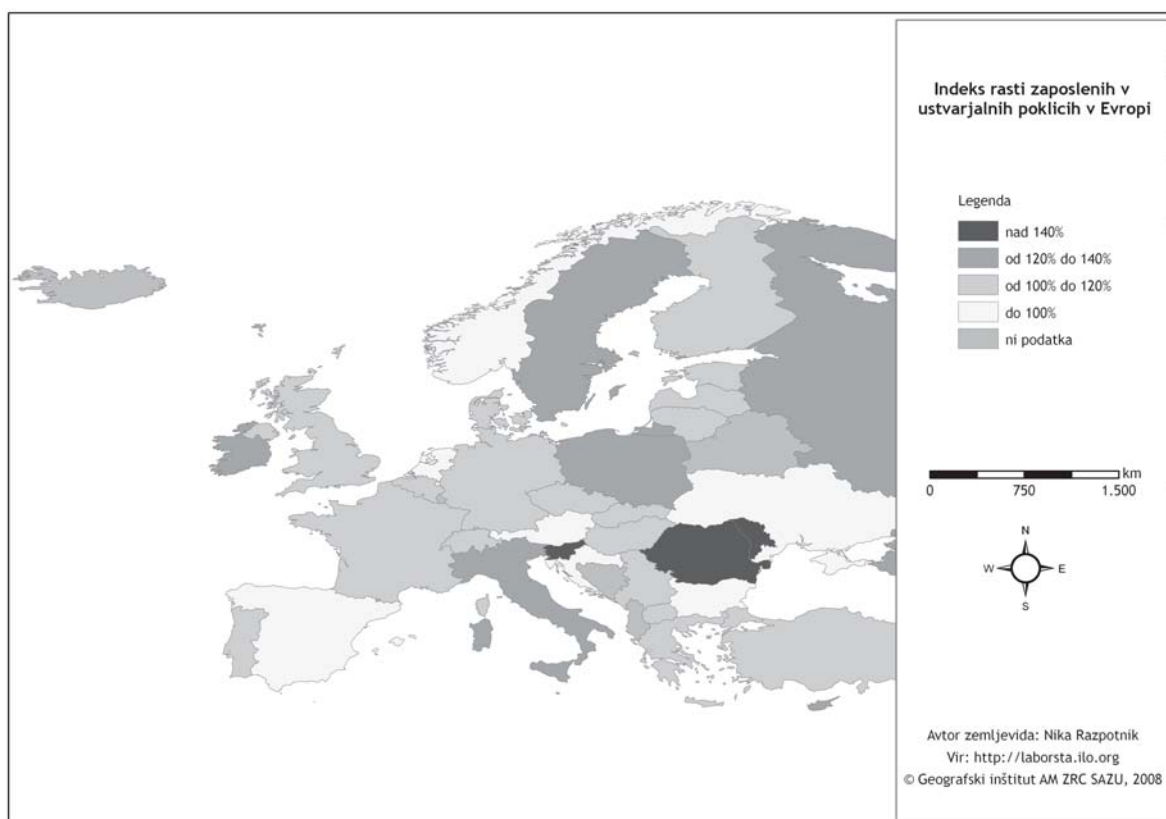 Indeks rasti zaposlenih v
ustvarjalnih poklicih v Evropi
Legenda
nad 140%
od 120% do 140%
od 100% do 120%
do 100%
ni podatka
km
0 750 1.500
N
W E
S
Avtor zemljevida: Nika Razpotnik
Vir: http://laborsta.ilo.org
© Geografski inštitut AM ZRC SAZU, 2008